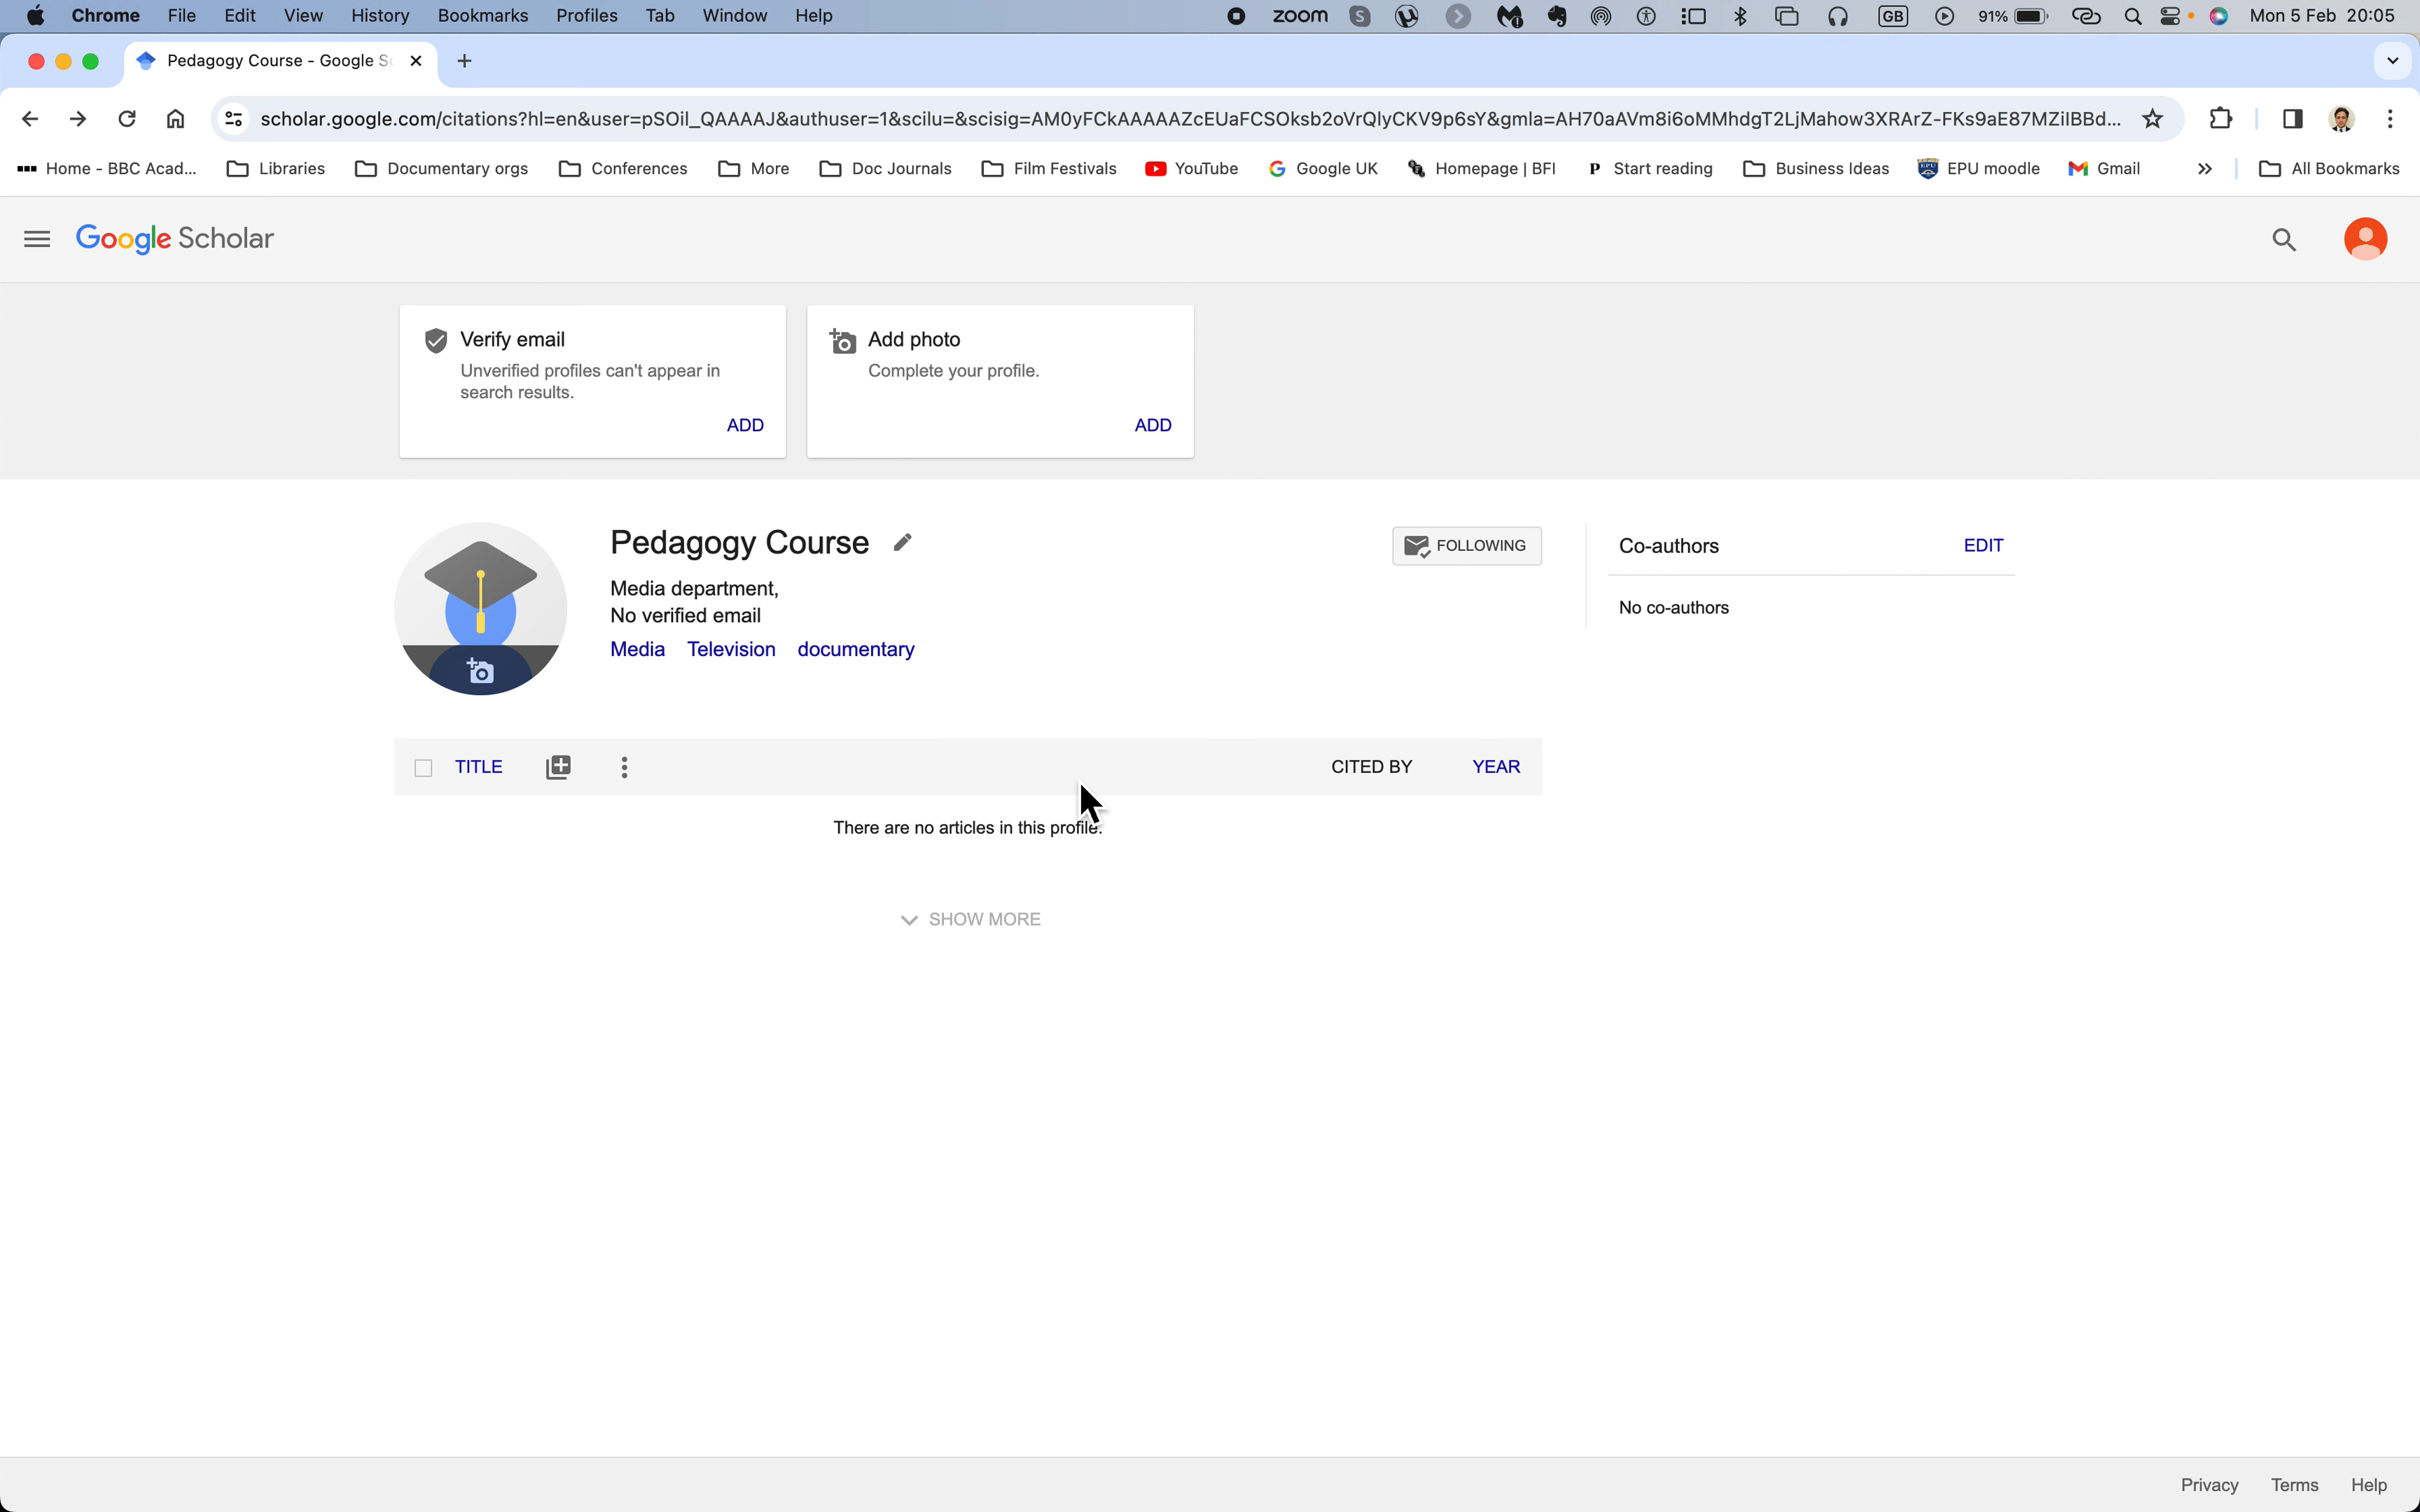 Chrome File Edit View History Bookmarks Profiles Tab Window Help zoom GB 91% Mon 5 Feb 20:05
Pedagogy Course - Google Sc
scholar.google.com/citations?hl=en&user=pSOil_QAAAAJ&authuser=1&scilu=&scisig=AM0yFCkAAAAAZcEUaFCSOksb2oVrQlyCKV9p6sY&gmla=AH70aAVm8i6oMMhdgT2LjMahow3XRArZ-FKs9aE87MZiIBBd...
Home - BBC Acad... Libraries Documentary orgs Conferences More Doc Journals Film Festivals YouTube Google UK Homepage | BFI Start reading Business Ideas EPU moodle Gmail All Bookmarks
Google Scholar
Verify email
Unverified profiles can't appear in
search results.
ADD
Add photo
Complete your profile.
ADD
Pedagogy Course
FOLLOWING
Media department,
No verified email
Media Television documentary
Co-authors EDIT
No co-authors
TITLE CITED BY YEAR
There are no articles in this profile.
SHOW MORE
Privacy Terms Help